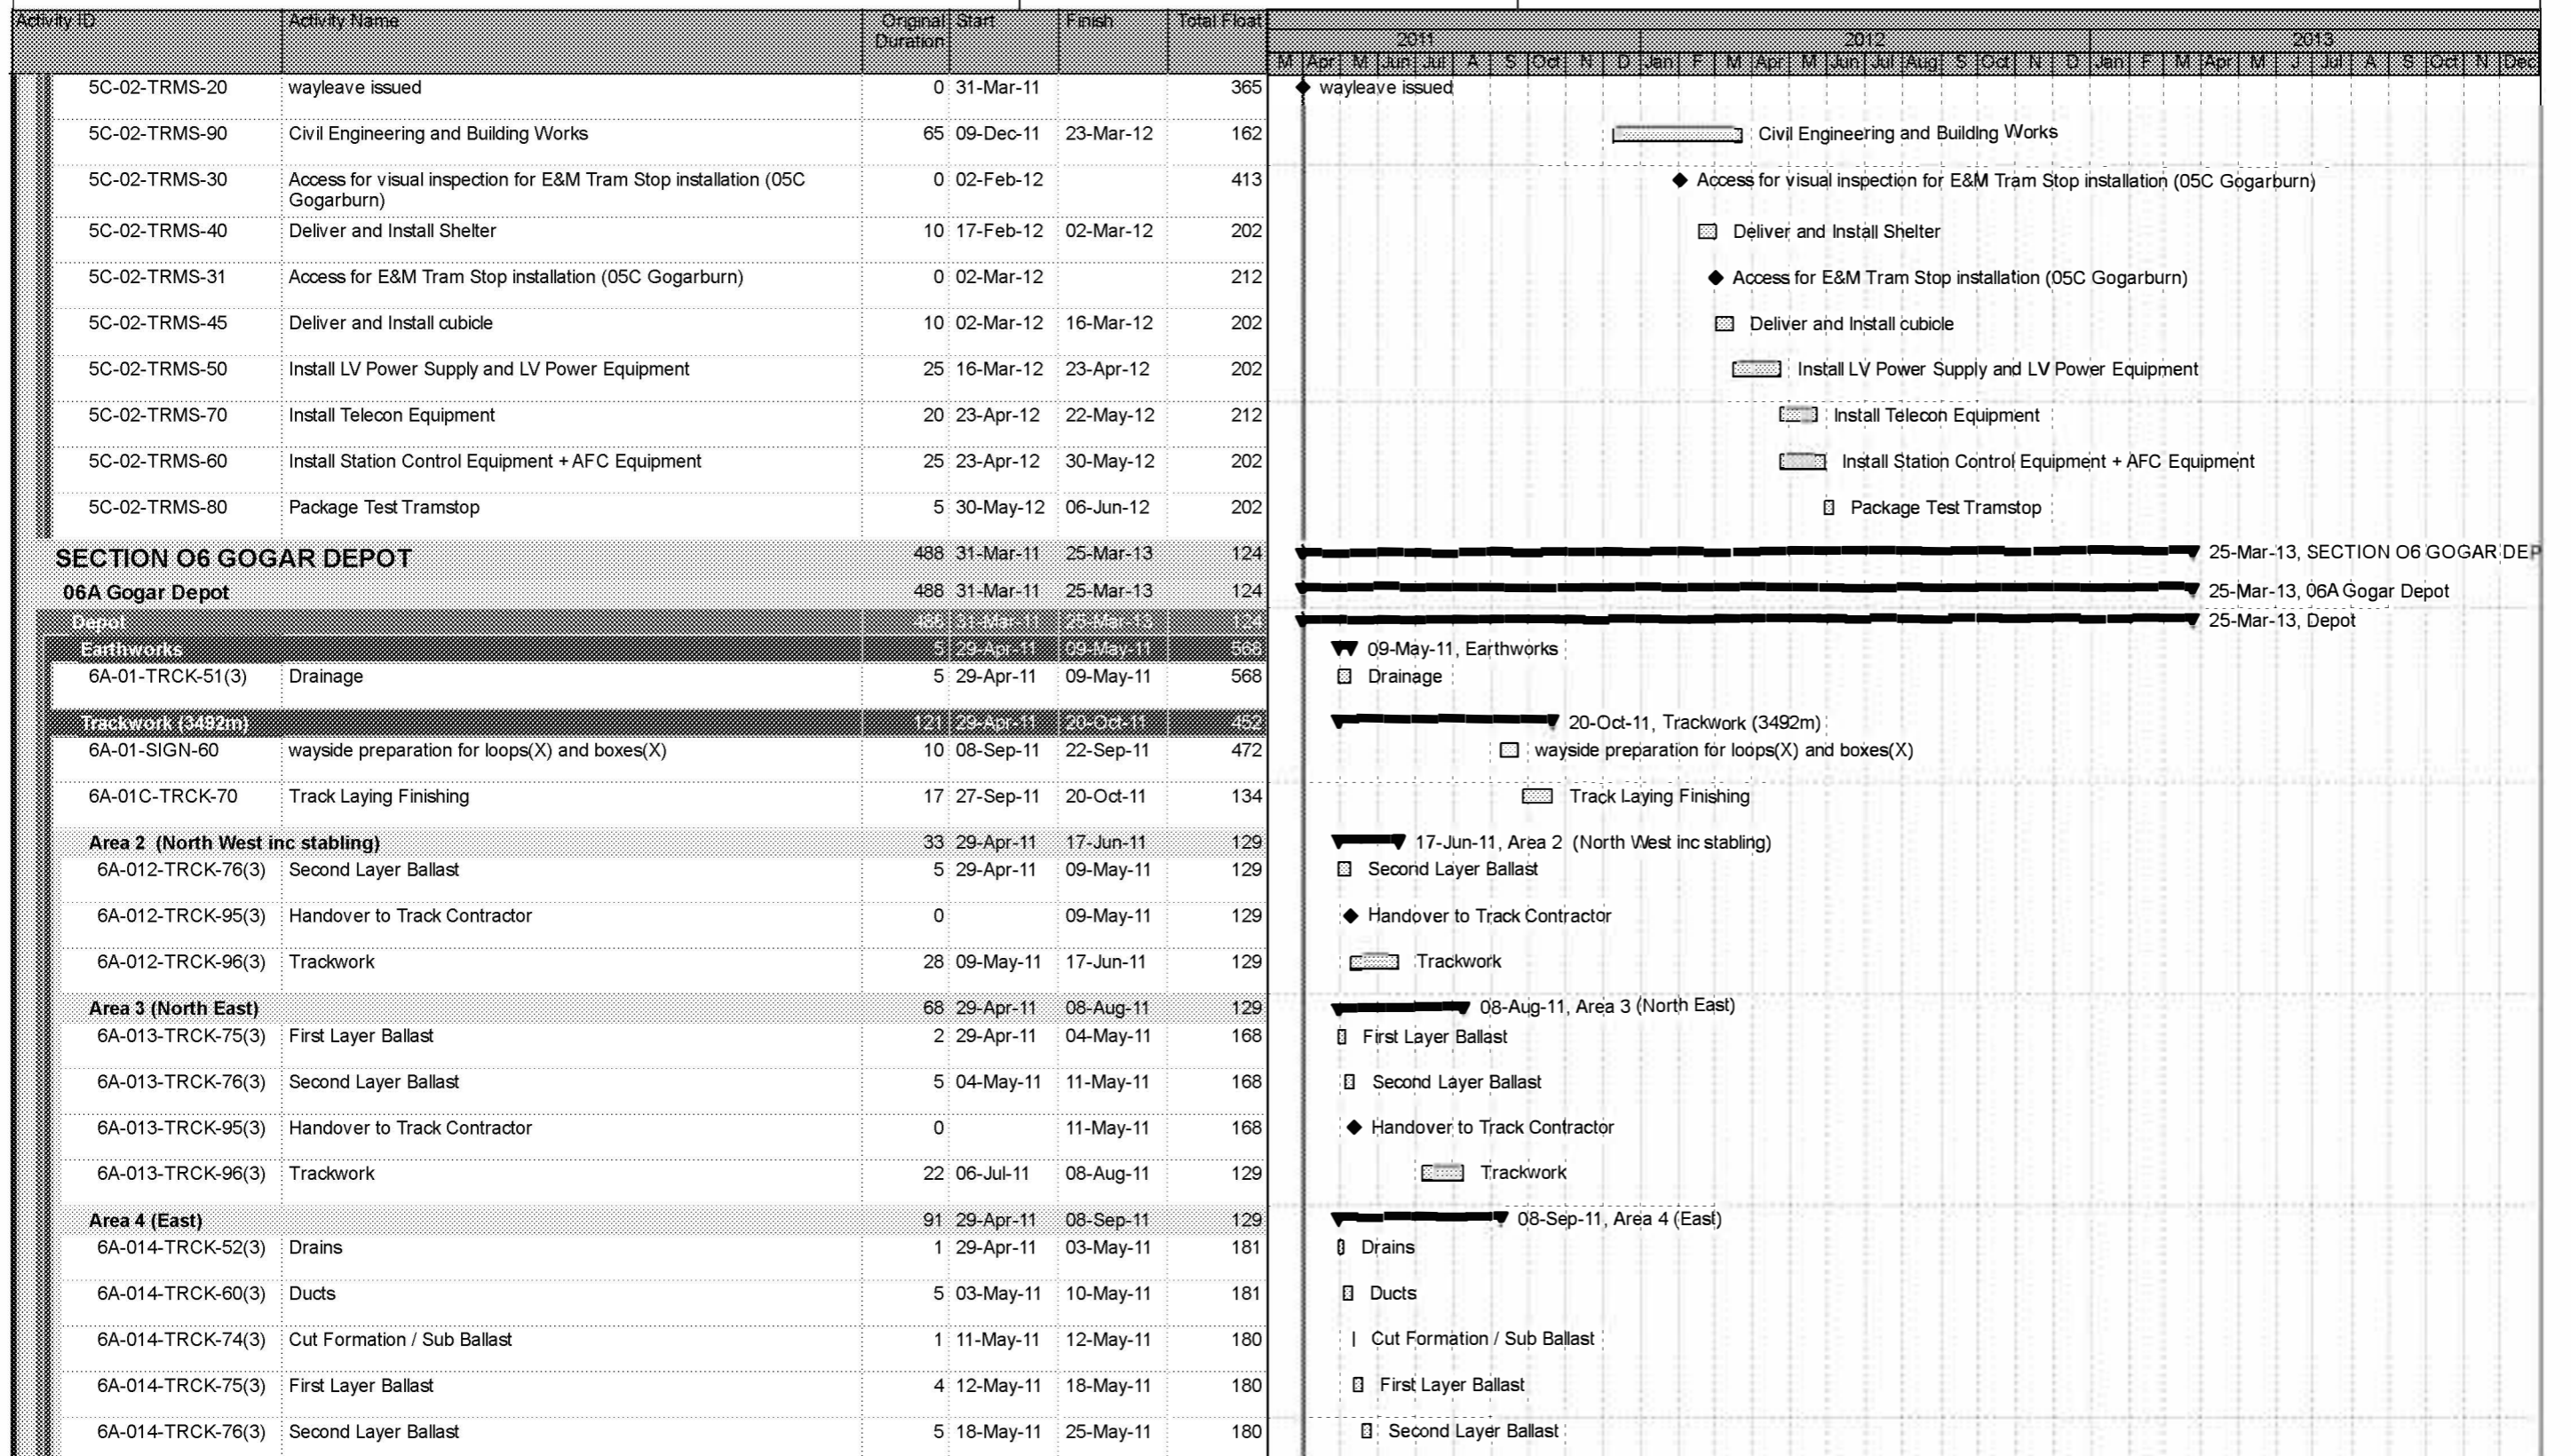 Activity ID Activity Name Original Start Finish Total Float
Duration
2011 2012 2013
M Apr M Jun Jul A S Oct N D Jan F M Apr M Jun Jul Aug S Oct N D Jan F M Apr M J Jul A S Oct N Dec
5C-02-TRMS-20 wayleave issued 0 31-Mar-11 365 wayleave issued
5C-02-TRMS-90 Civil Engineering and Building Works 65 09-Dec-11 23-Mar-12 162 Civil Engineering and Building Works
5C-02-TRMS-30 Access for visual inspection for E&M Tram Stop installation (05C 0 02-Feb-12 413 Access for visual inspection for E&M Tram Stop installation (05C Gogarburn)
Gogarburn)
5C-02-TRMS-40 Deliver and Install Shelter 10 17-Feb-12 02-Mar-12 202 Deliver and Install Shelter
5C-02-TRMS-31 Access for E&M Tram Stop installation (05C Gogarburn) 0 02-Mar-12 212 Access for E&M Tram Stop installation (05C Gogarburn)
5C-02-TRMS-45 Deliver and Install cubicle 10 02-Mar-12 16-Mar-12 202 Deliver and Install cubicle
5C-02-TRMS-50 Install LV Power Supply and LV Power Equipment 25 16-Mar-12 23-Apr-12 202 Install LV Power Supply and LV Power Equipment
5C-02-TRMS-70 Install Telecon Equipment 20 23-Apr-12 22-May-12 212 Install Telecon Equipment
5C-02-TRMS-60 Install Station Control Equipment + AFC Equipment 25 23-Apr-12 30-May-12 202 Install Station Control Equipment + AFC Equipment
5C-02-TRMS-80 Package Test Tramstop 5 30-May-12 06-Jun-12 202 Package Test Tramstop
SECTION O6 GOGAR DEPOT 488 31-Mar-11 25-Mar-13 124 25-Mar-13, SECTION O6 GOGAR DEP
06A Gogar Depot 488 31-Mar-11 25-Mar-13 124 25-Mar-13, 06A Gogar Depot
Depot 488 31-Mar-11 25-Mar-13 124 25-Mar-13, Depot
Earthworks 5 29-Apr-11 09-May-11 568 09-May-11, Earthworks
6A-01-TRCK-51(3) Drainage 5 29-Apr-11 09-May-11 568 Drainage
Trackwork (3492m) 121 29-Apr-11 20-Oct-11 452 20-Oct-11, Trackwork (3492m)
6A-01-SIGN-60 wayside preparation for loops(X) and boxes(X) 10 08-Sep-11 22-Sep-11 472 wayside preparation for loops(X) and boxes(X)
6A-01C-TRCK-70 Track Laying Finishing 17 27-Sep-11 20-Oct-11 134 Track Laying Finishing
Area 2 (North West inc stabling) 33 29-Apr-11 17-Jun-11 129 17-Jun-11, Area 2 (North West inc stabling)
6A-012-TRCK-76(3) Second Layer Ballast 5 29-Apr-11 09-May-11 129 Second Layer Ballast
6A-012-TRCK-95(3) Handover to Track Contractor 0 09-May-11 129 Handover to Track Contractor
6A-012-TRCK-96(3) Trackwork 28 09-May-11 17-Jun-11 129 Trackwork
Area 3 (North East) 68 29-Apr-11 08-Aug-11 129 08-Aug-11, Area 3 (North East)
6A-013-TRCK-75(3) First Layer Ballast 2 29-Apr-11 04-May-11 168 First Layer Ballast
6A-013-TRCK-76(3) Second Layer Ballast 5 04-May-11 11-May-11 168 Second Layer Ballast
6A-013-TRCK-95(3) Handover to Track Contractor 0 11-May-11 168 Handover to Track Contractor
6A-013-TRCK-96(3) Trackwork 22 06-Jul-11 08-Aug-11 129 Trackwork
Area 4 (East) 91 29-Apr-11 08-Sep-11 129 08-Sep-11, Area 4 (East)
6A-014-TRCK-52(3) Drains 1 29-Apr-11 03-May-11 181 Drains
6A-014-TRCK-60(3) Ducts 5 03-May-11 10-May-11 181 Ducts
6A-014-TRCK-74(3) Cut Formation / Sub Ballast 1 11-May-11 12-May-11 180 Cut Formation / Sub Ballast
6A-014-TRCK-75(3) First Layer Ballast 4 12-May-11 18-May-11 180 First Layer Ballast
6A-014-TRCK-76(3) Second Layer Ballast 5 18-May-11 25-May-11 180 Second Layer Ballast